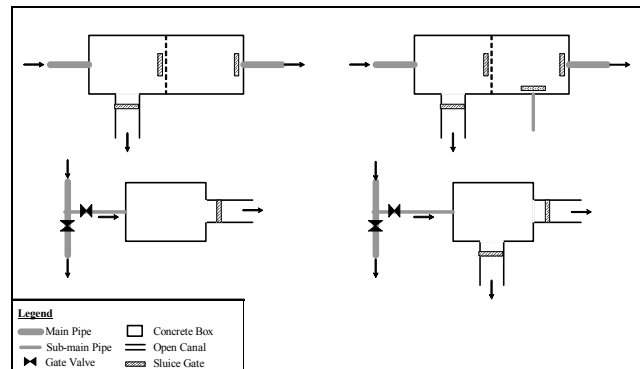 Legend
Main Pipe
Concrete Box
Sub-main Pipe
Open Canal
Gate Valve
Sluice Gate